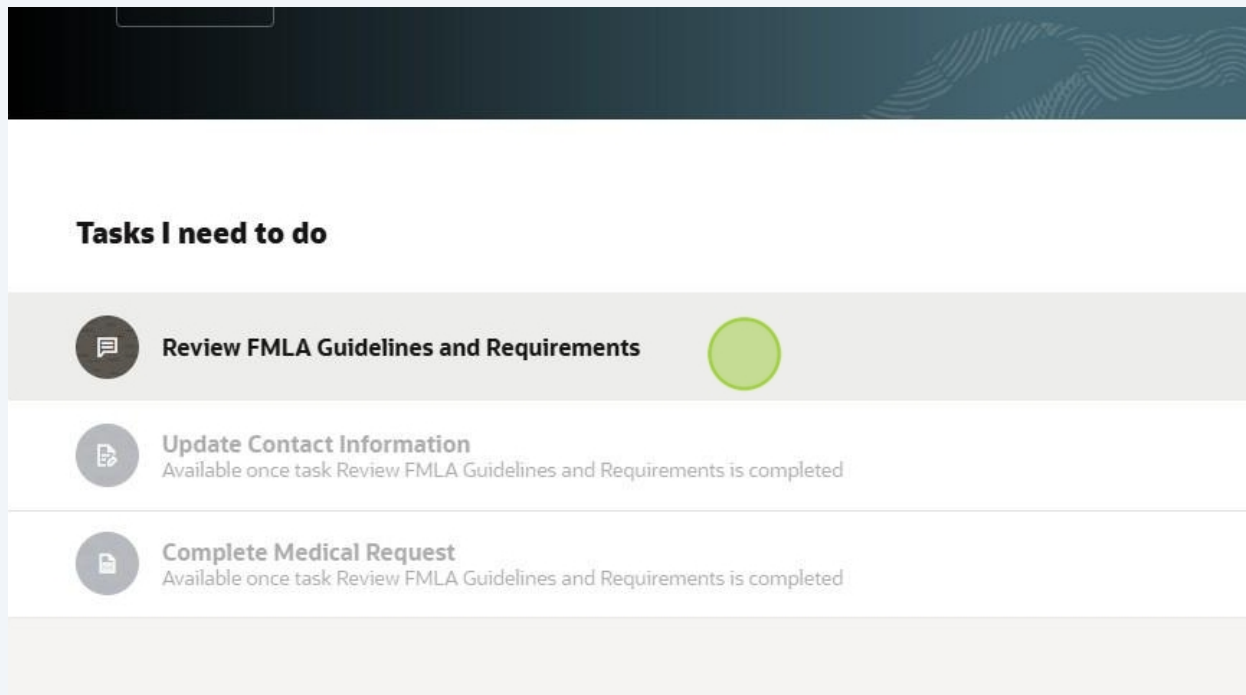 Tasks I need to do
Review FMLA Guidelines and Requirements
Update Contact Information
Available once task Review FMLA Guidelines and Requirements is completed
Complete Medical Request
Available once task Review FMLA Guidelines and Requirements is completed